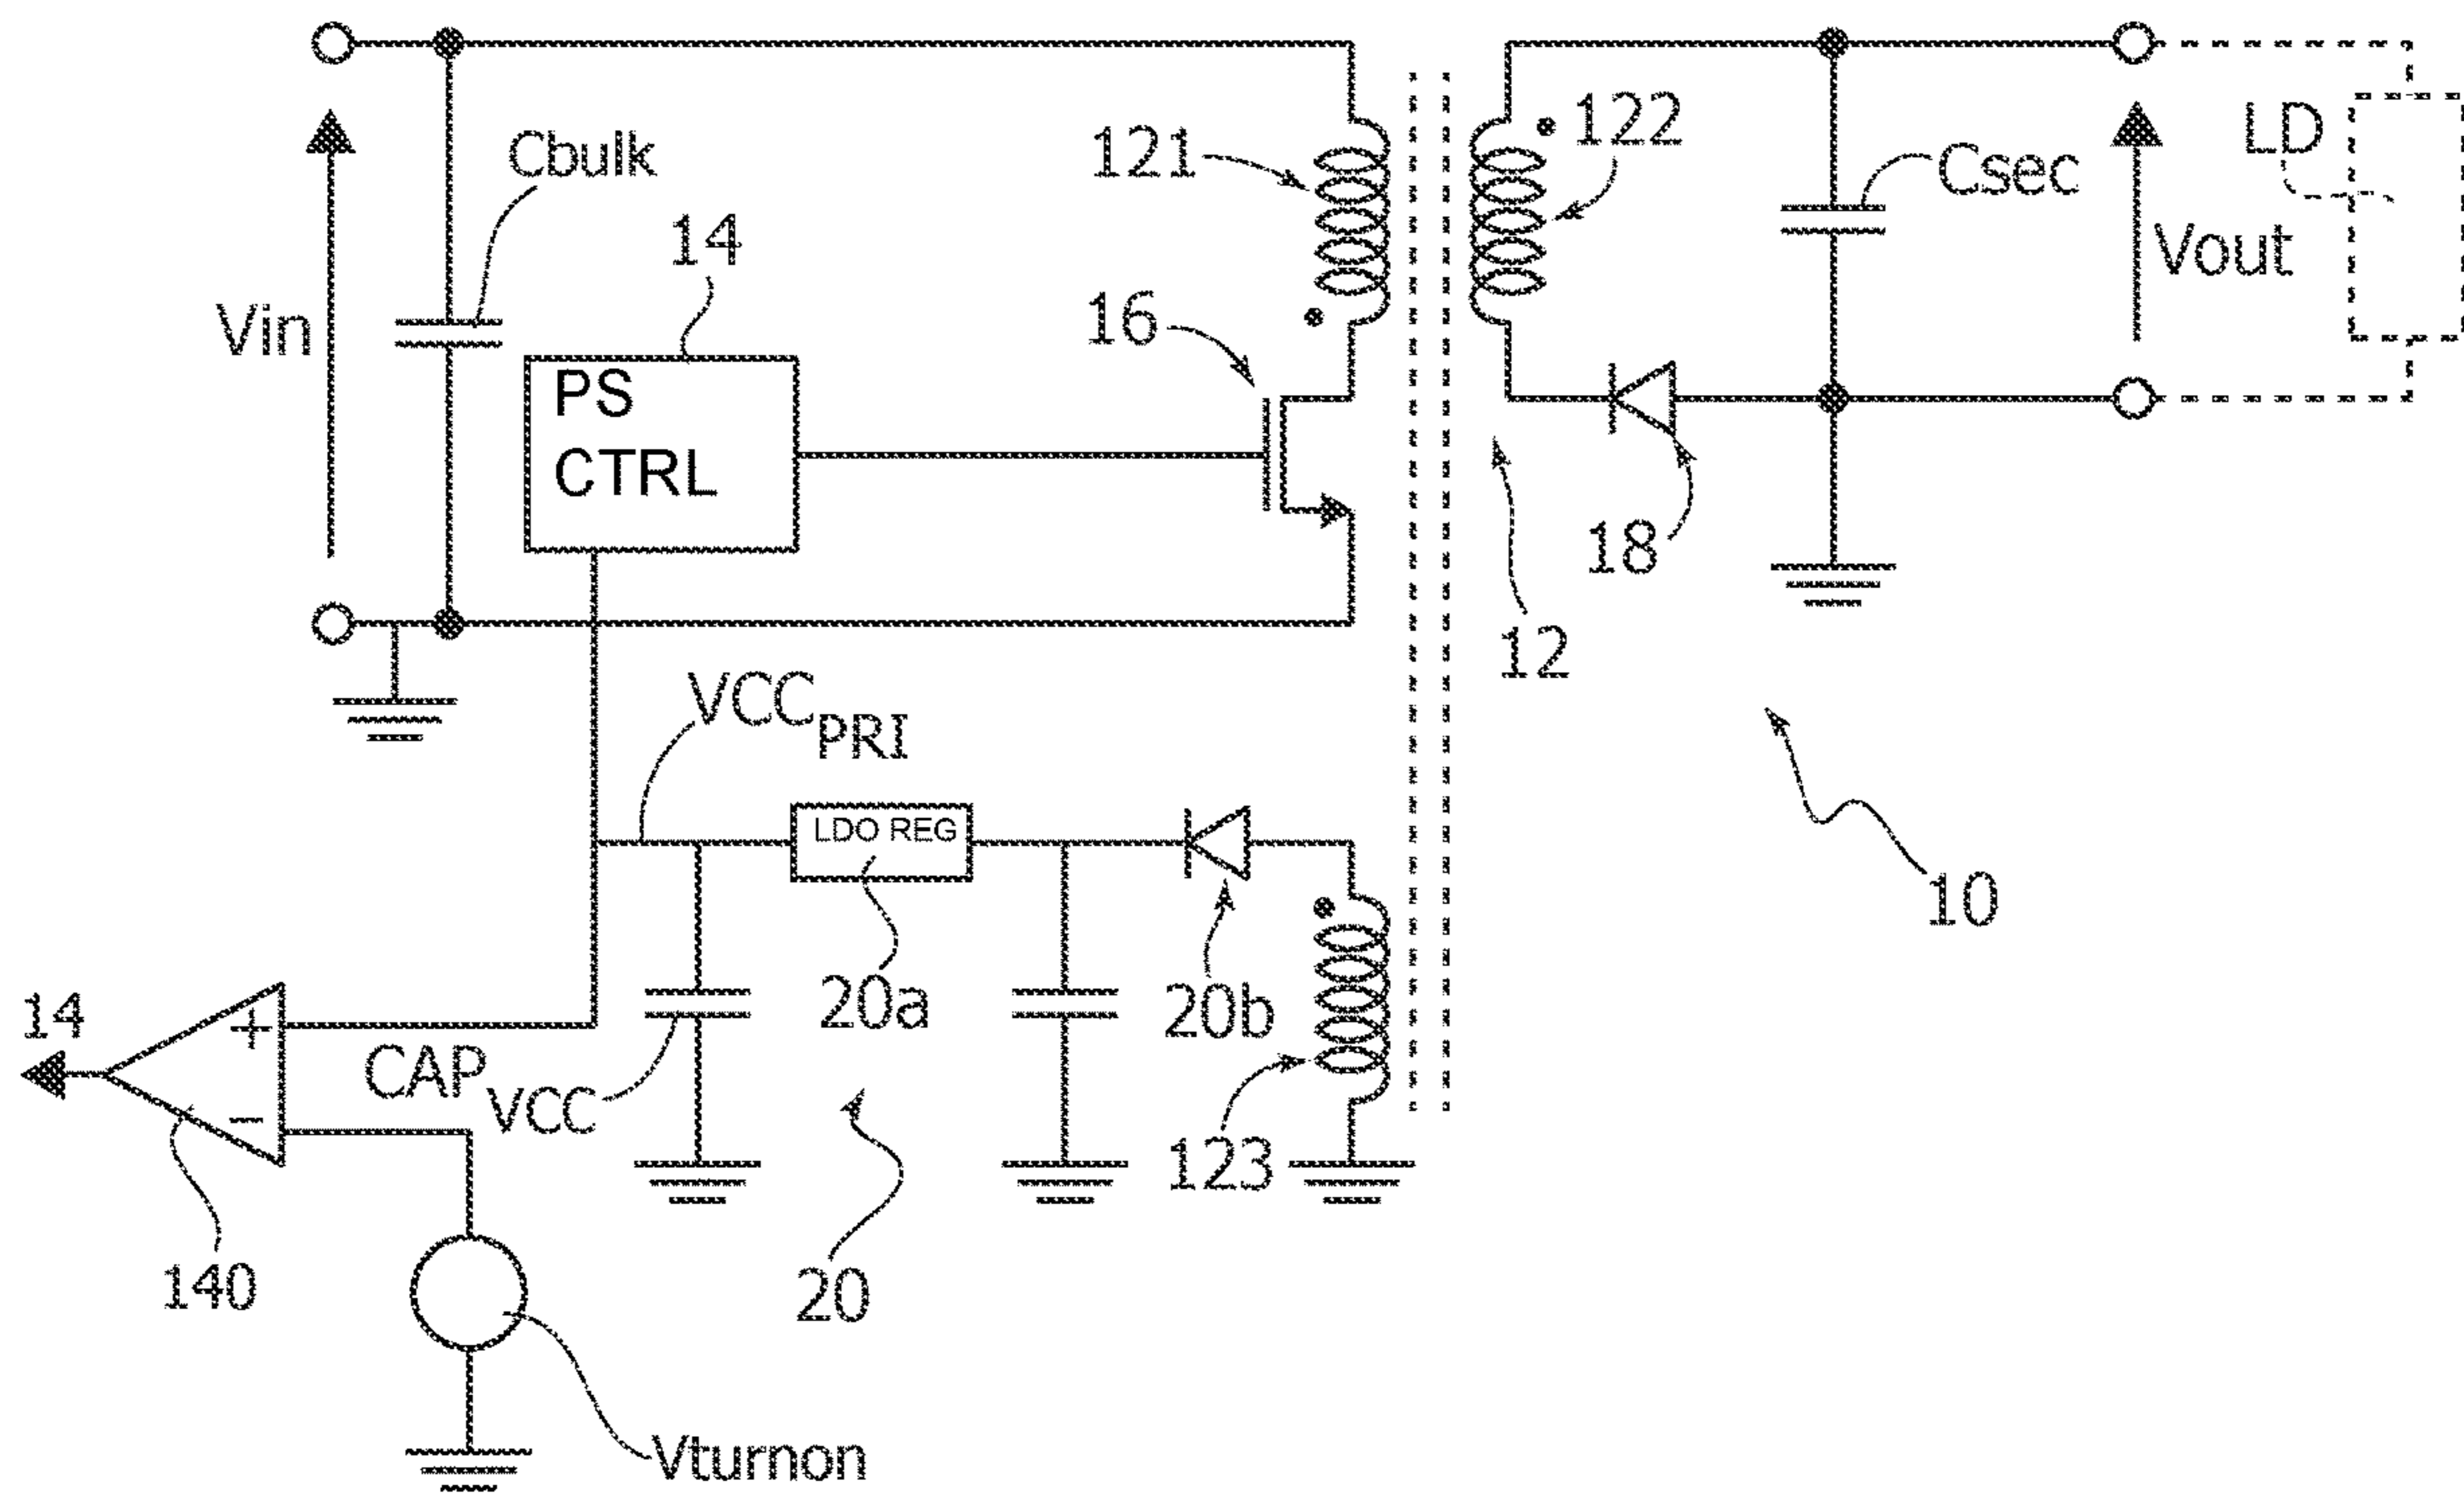 Cbulk
121
122
LD
Csec
14
Vout
16
Vin
PS
CTRL
18
12
VCCPRI
LDO REG
10
20a
20b
14
+
CAPVCC
−
123
140
20
Vturnon